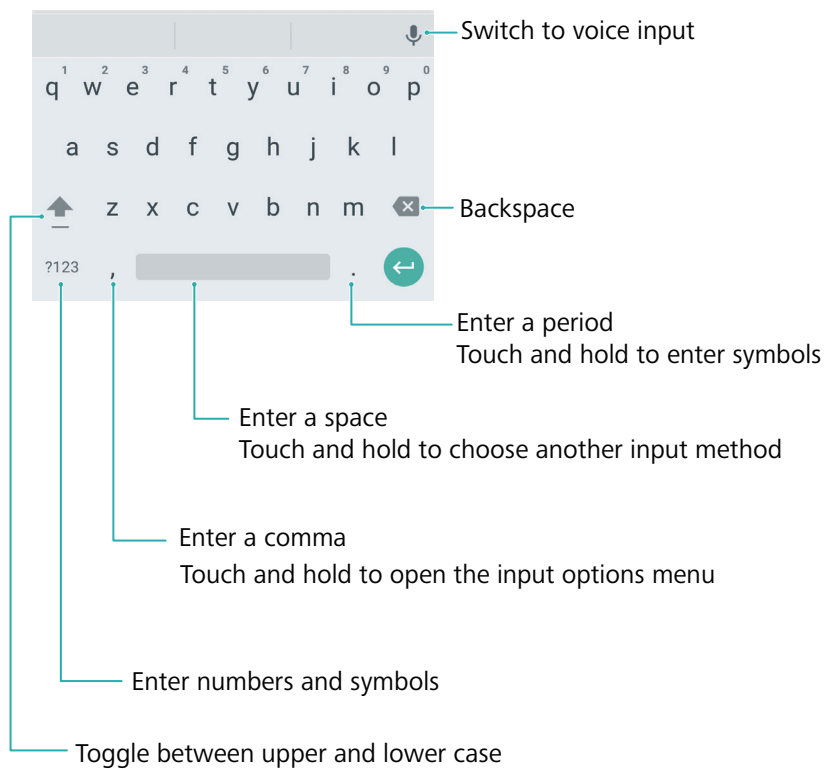 Switch to voice input
1 2 3 4 5 6 7 8 9 0
q w e r t y u i o p
a s d f g h j k l
z x c v b n m
Backspace
?123 , .
Enter a period
Touch and hold to enter symbols
Enter a space
Touch and hold to choose another input method
Enter a comma
Touch and hold to open the input options menu
Enter numbers and symbols
Toggle between upper and lower case